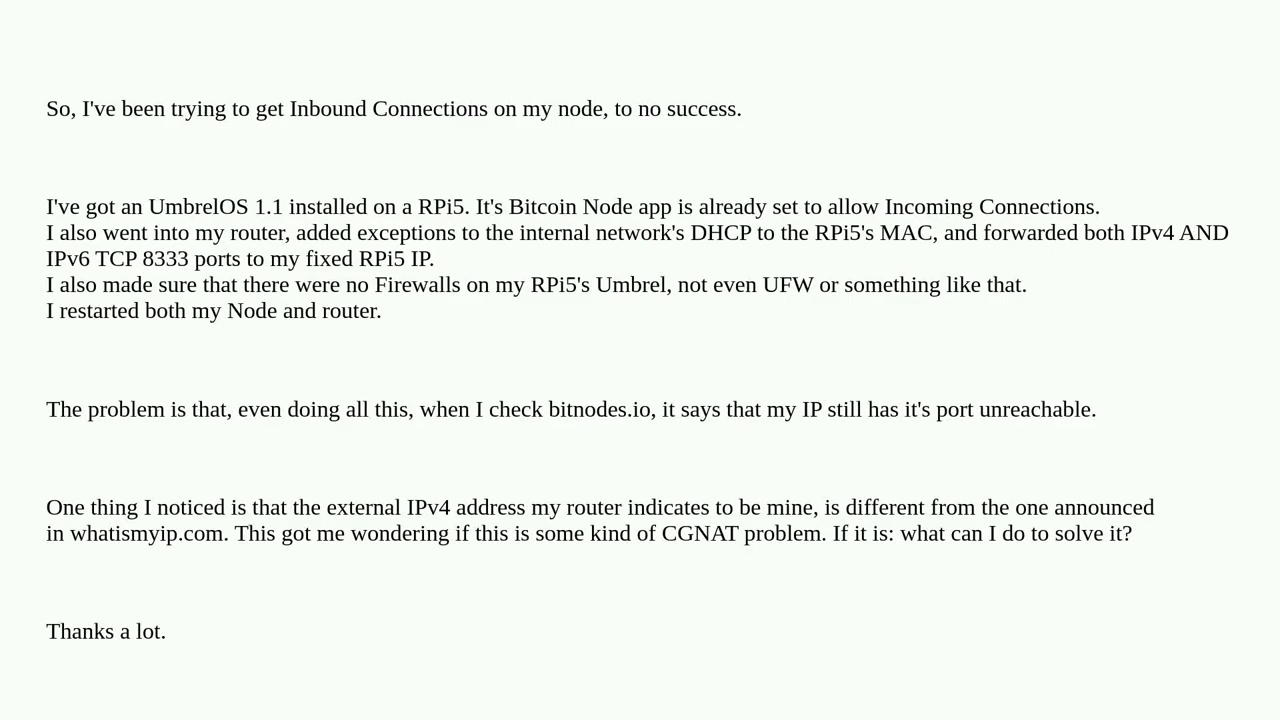 So, I've been trying to get Inbound Connections on my node, to no success.
I've got an UmbrelOS 1.1 installed on a RPi5. It's Bitcoin Node app is already set to allow Incoming Connections.
I also went into my router, added exceptions to the internal network's DHCP to the RPi5's MAC, and forwarded both IPv4 AND
IPv6 TCP 8333 ports to my fixed RPi5 IP.
I also made sure that there were no Firewalls on my RPi5's Umbrel, not even UFW or something like that.
I restarted both my Node and router.
The problem is that, even doing all this, when I check bitnodes.io, it says that my IP still has it's port unreachable.
One thing I noticed is that the external IPv4 address my router indicates to be mine, is different from the one announced
in whatismyip.com. This got me wondering if this is some kind of CGNAT problem. If it is: what can I do to solve it?
Thanks a lot.